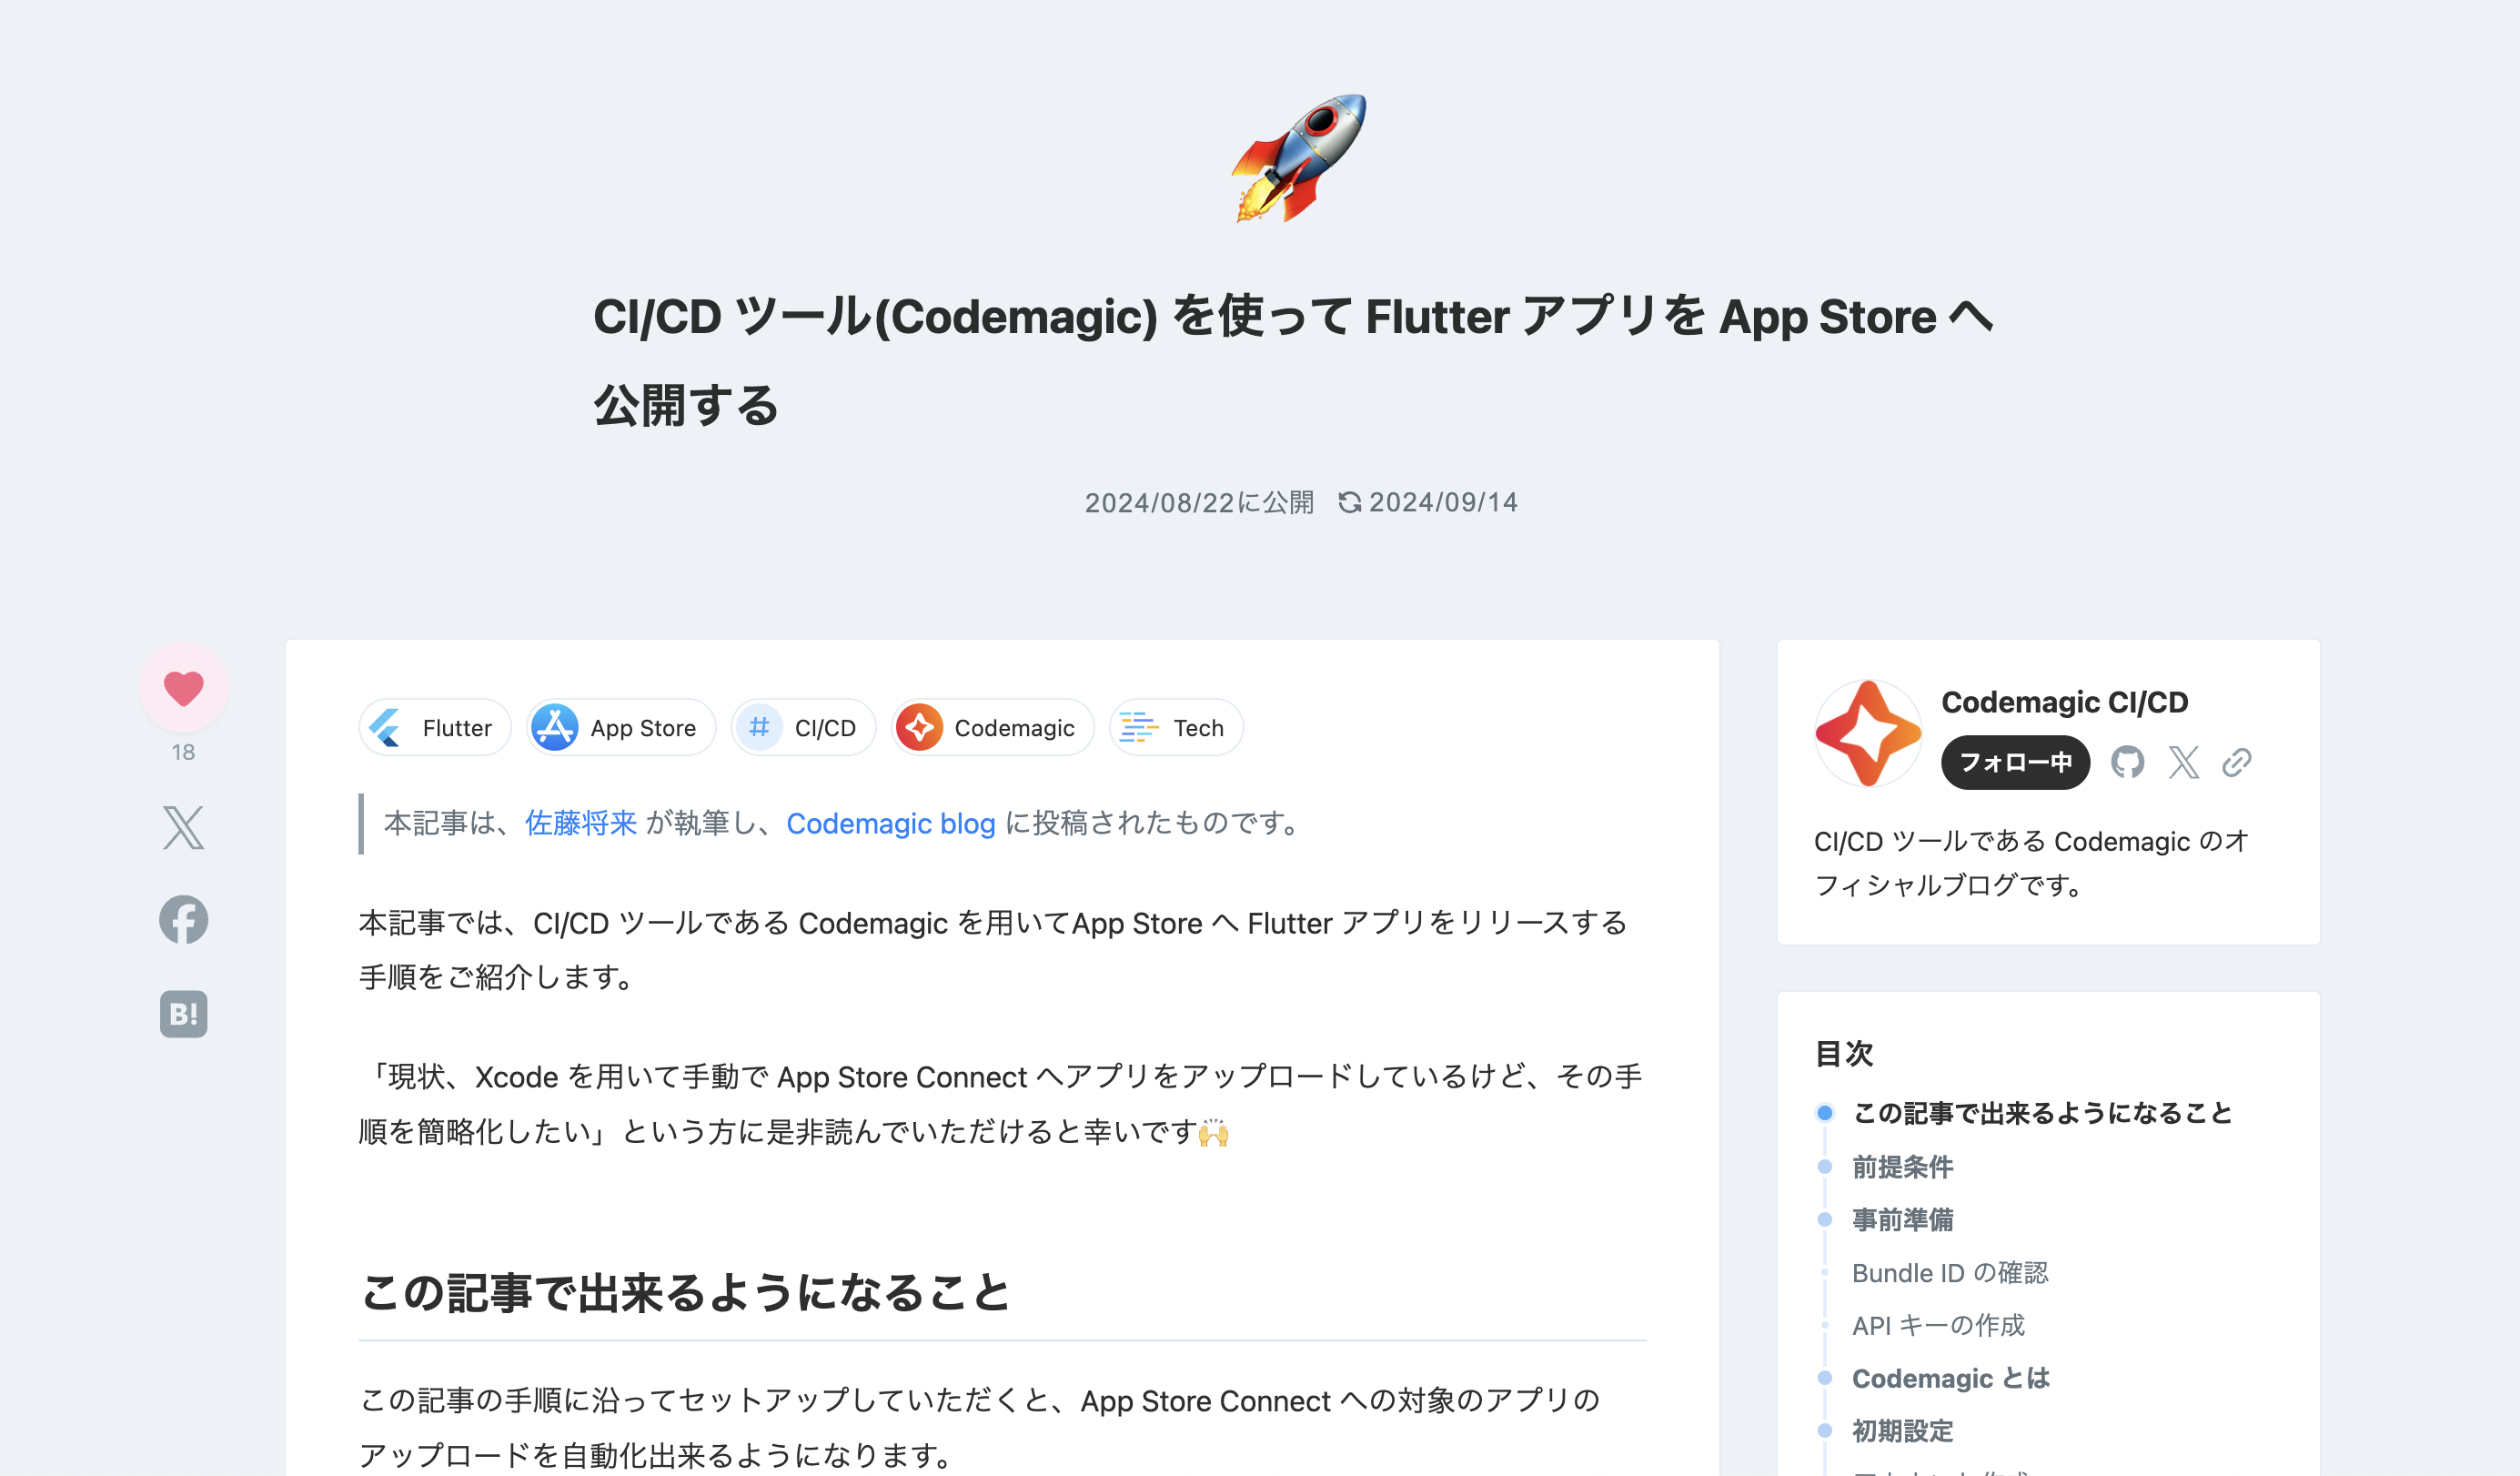 CI/CD ツール(Codemagic) を使って Flutter アプリを App Store へ
公開する
2024/08/22に公開 2024/09/14
18
Flutter App Store CI/CD Codemagic Tech
本記事は、佐藤将来 が執筆し、Codemagic blog に投稿されたものです。
本記事では、CI/CD ツールである Codemagic を用いてApp Store へ Flutter アプリをリリースする
手順をご紹介します。
「現状、Xcode を用いて手動で App Store Connect へアプリをアップロードしているけど、その手
順を簡略化したい」という方に是非読んでいただけると幸いです🙌
この記事で出来るようになること
この記事の手順に沿ってセットアップしていただくと、App Store Connect への対象のアプリの
アップロードを自動化出来るようになります。
B!
Codemagic CI/CD
フォロー中
CI/CD ツールである Codemagic のオ
フィシャルブログです。
目次
この記事で出来るようになること
前提条件
事前準備
Bundle ID の確認
API キーの作成
Codemagic とは
初期設定